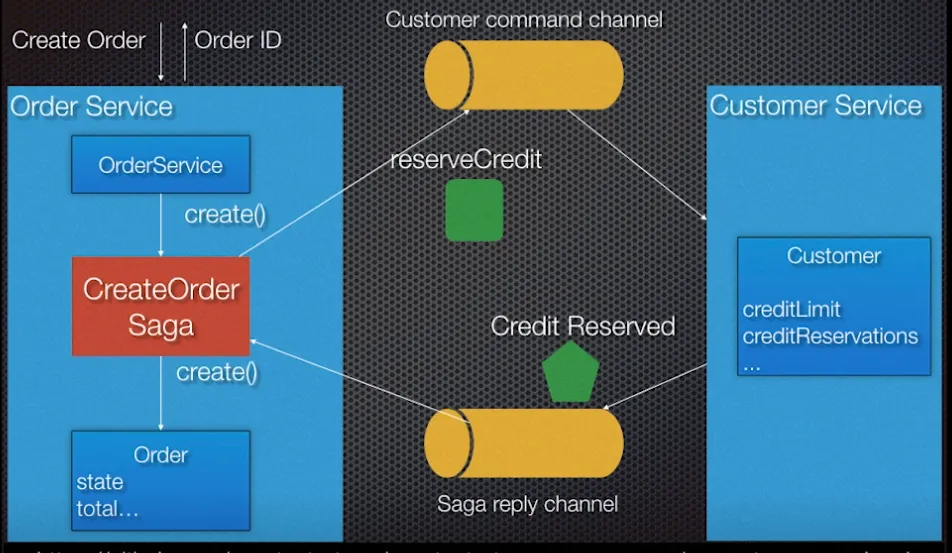 Customer command channel
Create Order
Order ID
Order Service
Customer Service
OrderService
reserveCredit
create()
Customer
CreateOrder
Saga
creditLimit
creditReservations
...
Credit Reserved
create()
Order
state
total...
Saga reply channel